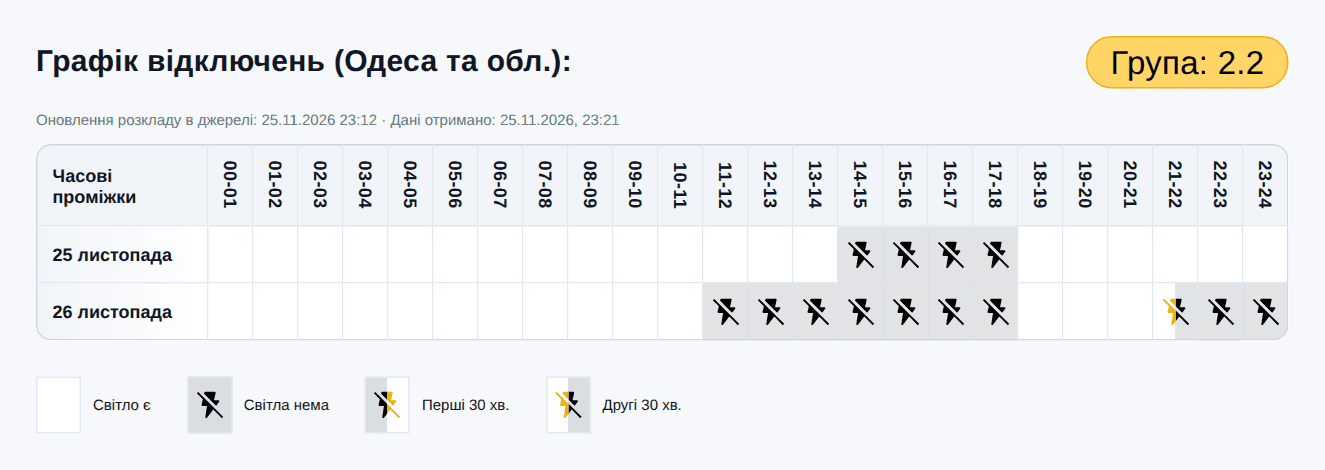 Графік відключень (Одеса та обл.):
Група: 2.2
Оновлення розкладу в джерелі: 25.11.2026 23:12 · Дані отримано: 25.11.2026, 23:21
Часові
проміжки
00-01 01-02 02-03 03-04 04-05 05-06 06-07 07-08 08-09 09-10 10-11 11-12 12-13 13-14 14-15 15-16 16-17 17-18 18-19 19-20 20-21 21-22 22-23 23-24
25 листопада
26 листопада
Світло є
Світла нема
Перші 30 хв.
Другі 30 хв.